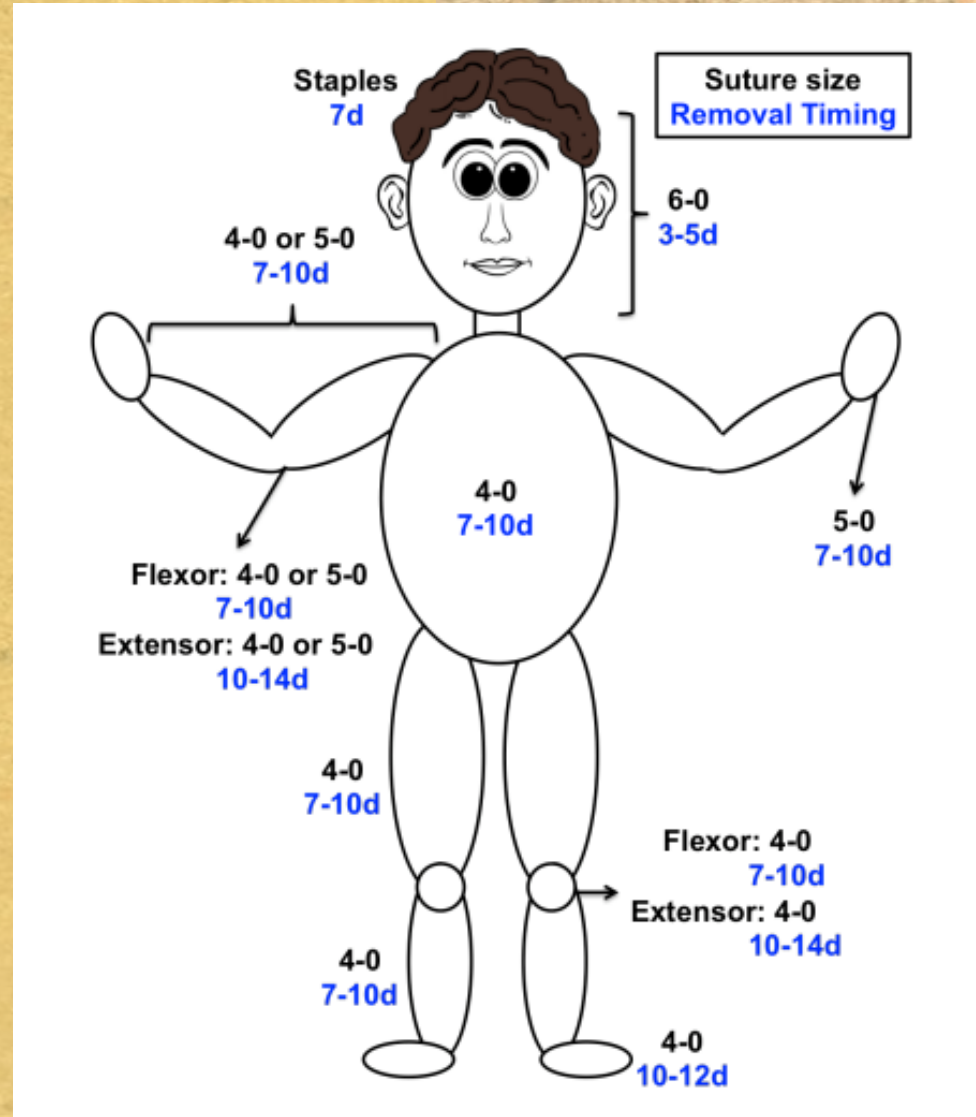 Staples
7d
Suture size
Removal Timing
6-0
3-5d
4-0 or 5-0
7-10d
4-0
7-10d
5-0
7-10d
Flexor: 4-0 or 5-0
7-10d
Extensor: 4-0 or 5-0
10-14d
4-0
7-10d
Flexor: 4-0
7-10d
Extensor: 4-0
10-14d
4-0
7-10d
4-0
10-12d